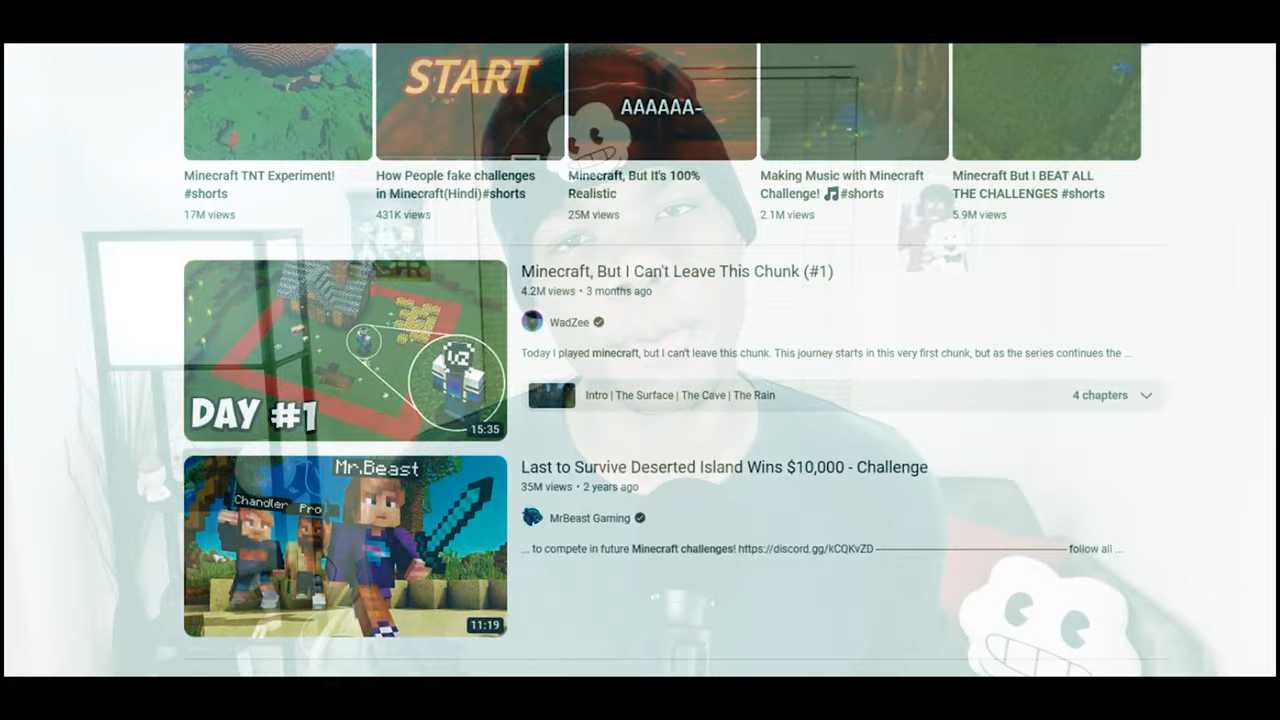 START
AAAAAA-
Minecraft TNT Experiment!
#shorts
17M views
How People fake challenges
in Minecraft(Hindi)#shorts
431K views
Minecraft, But It's 100%
Realistic
25M views
Making Music with Minecraft
Challenge! 🎵#shorts
2.1M views
Minecraft But I BEAT ALL
THE CHALLENGES #shorts
5.9M views
DAY #1
15:35
Minecraft, But I Can't Leave This Chunk (#1)
4.2M views • 3 months ago
WadZee
Today I played minecraft, but I can't leave this chunk. This journey starts in this very first chunk, but as the series continues the ...
Intro | The Surface | The Cave | The Rain
4 chapters
Mr.Beast
Chandler Pro
11:19
Last to Survive Deserted Island Wins $10,000 - Challenge
35M views • 2 years ago
MrBeast Gaming
... to compete in future Minecraft challenges! https://discord.gg/kCQKvZD ———————————————— follow all ...